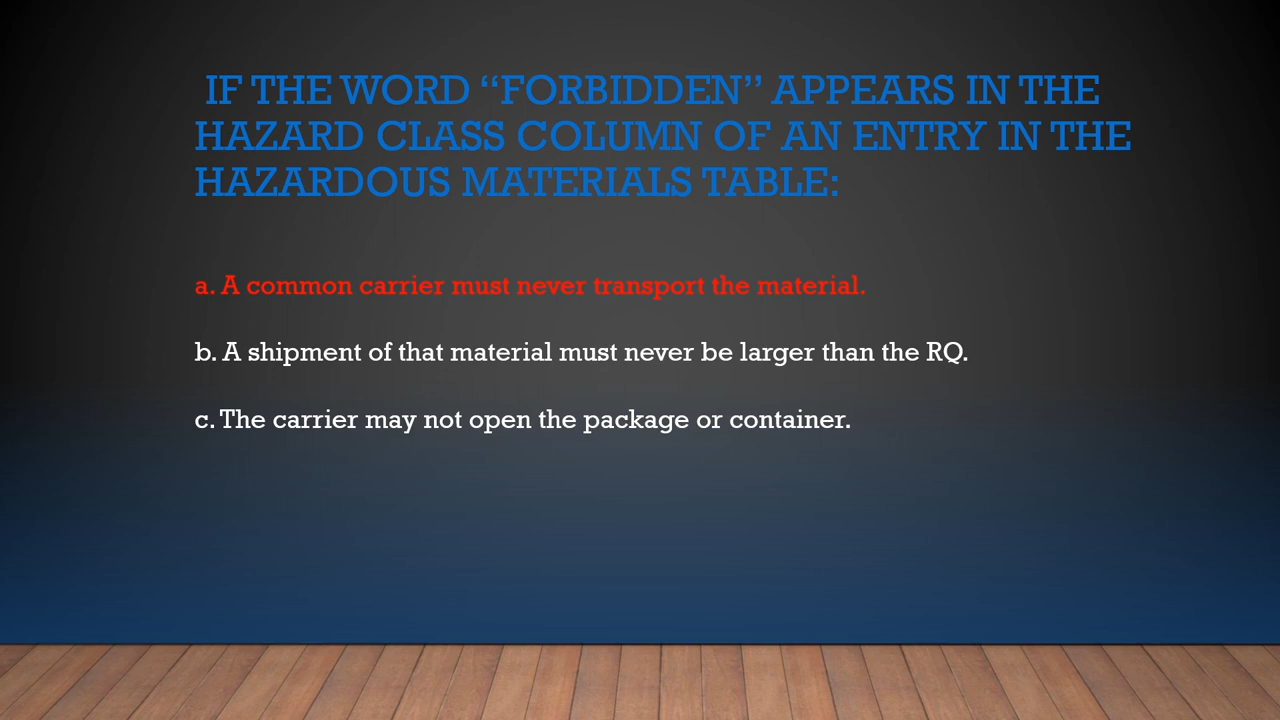 IF THE WORD “FORBIDDEN” APPEARS IN THE
HAZARD CLASS COLUMN OF AN ENTRY IN THE
HAZARDOUS MATERIALS TABLE:
a. A common carrier must never transport the material.
b. A shipment of that material must never be larger than the RQ.
c. The carrier may not open the package or container.